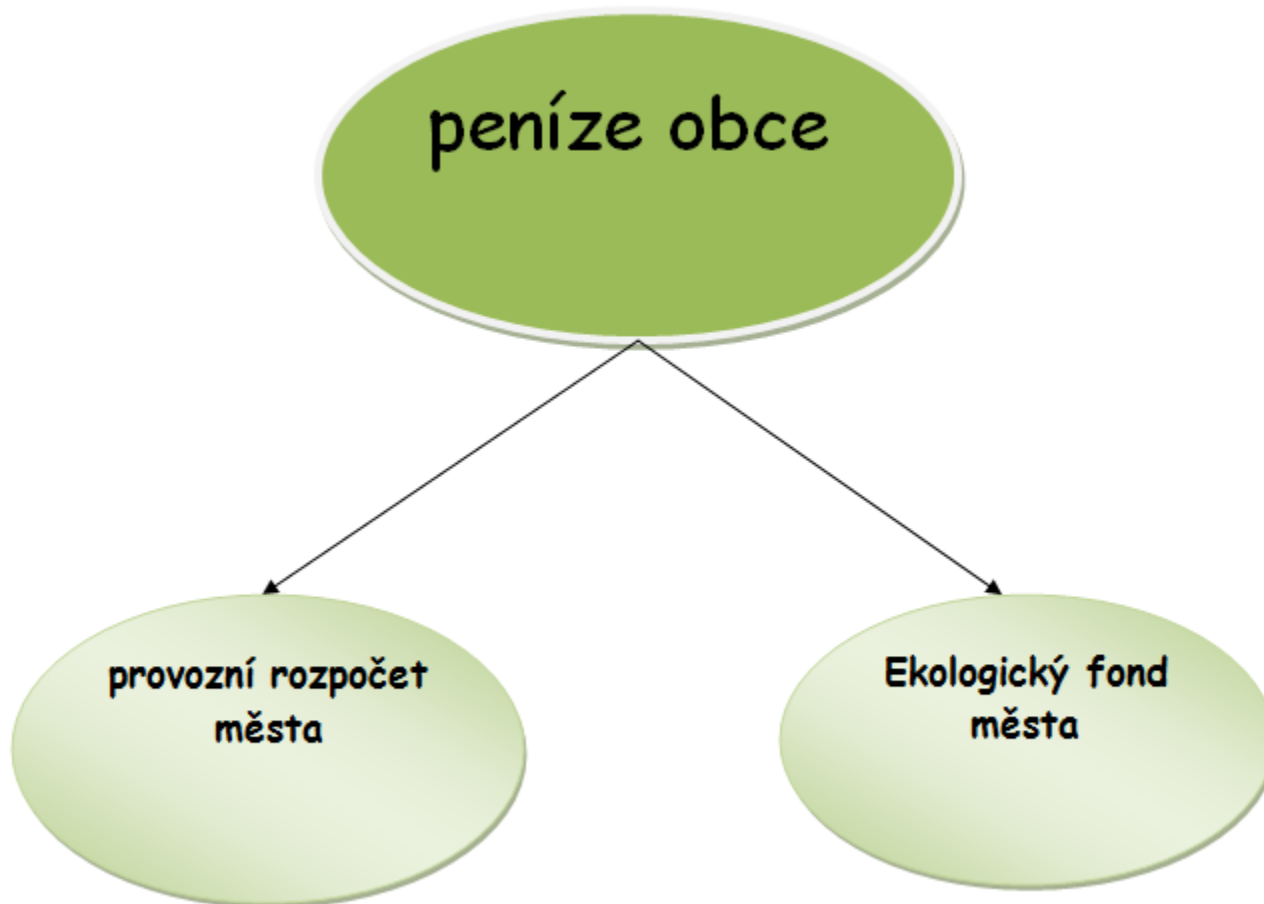 peníze obce
provozní rozpočet
města
Ekologický fond
města